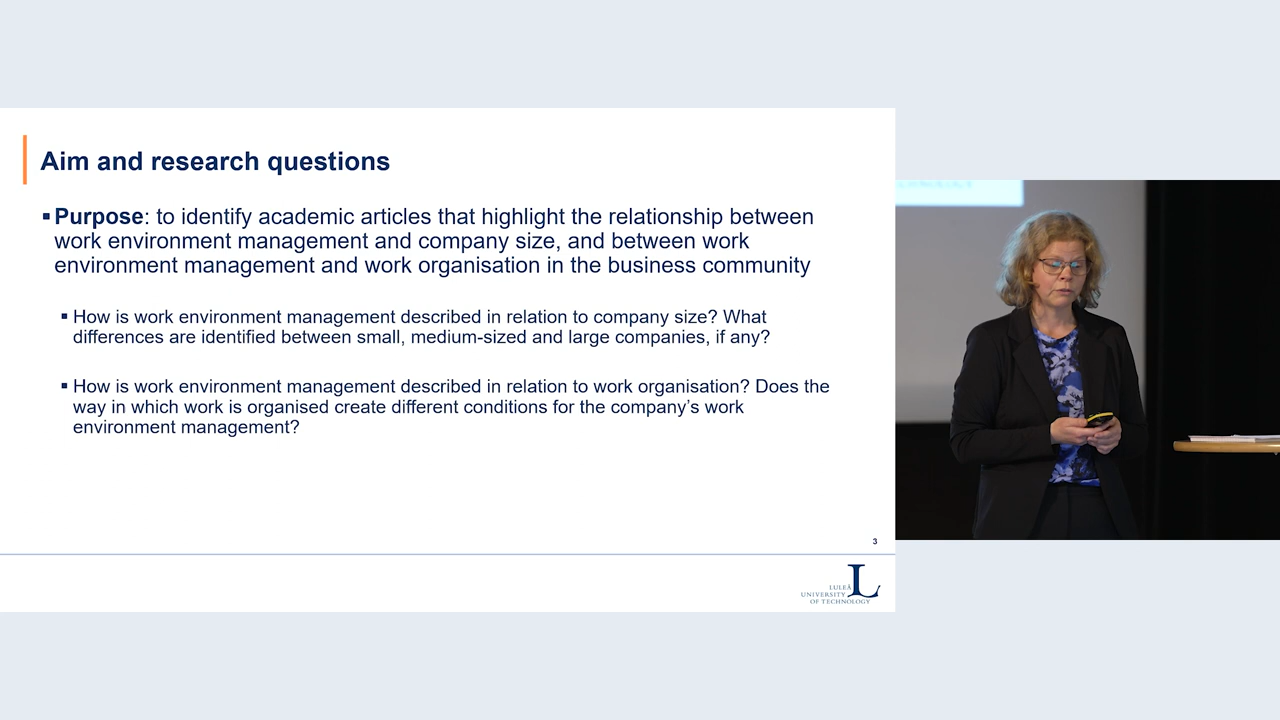 Aim and research questions
▪ Purpose: to identify academic articles that highlight the relationship between
work environment management and company size, and between work
environment management and work organisation in the business community
▪ How is work environment management described in relation to company size? What
differences are identified between small, medium-sized and large companies, if any?
▪ How is work environment management described in relation to work organisation? Does the
way in which work is organised create different conditions for the company’s work
environment management?
3
LULEÅ
UNIVERSITY
OF TECHNOLOGY
L